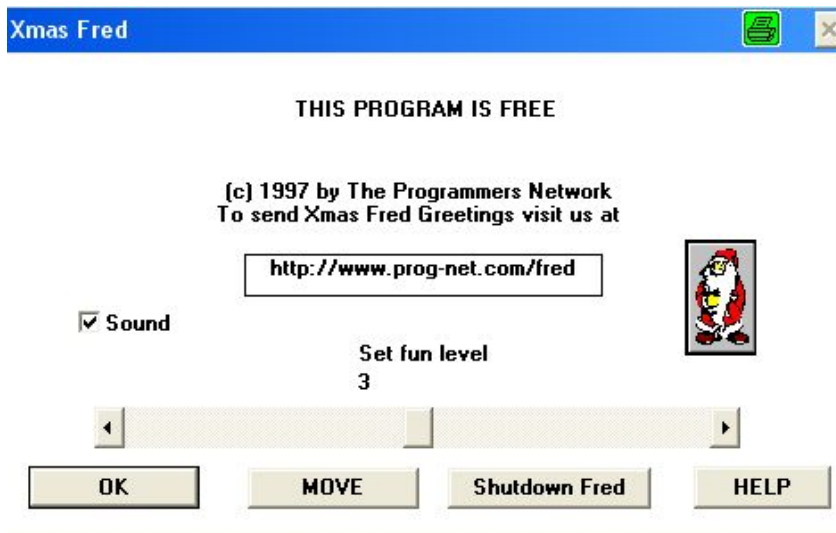 Xmas Fred
THIS PROGRAM IS FREE
(c) 1997 by The Programmers Network
To send Xmas Fred Greetings visit us at
http://www.prog-net.com/fred
Sound
Set fun level
3
OK MOVE Shutdown Fred HELP